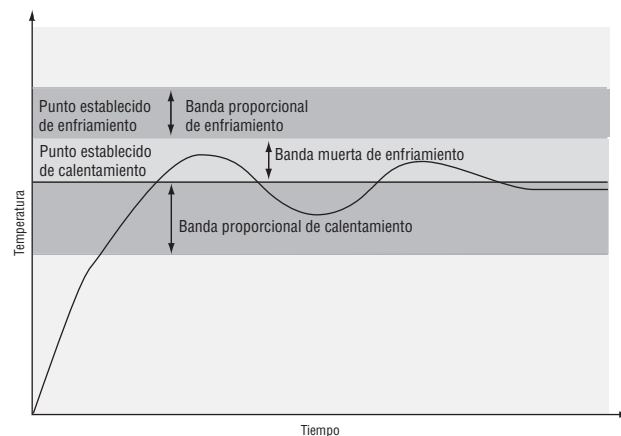 Punto establecido
de enfriamiento
Banda proporcional
de enfriamiento
Punto establecido
de calentamiento
Banda muerta de enfriamiento
Banda proporcional de calentamiento
Temperatura
Tiempo